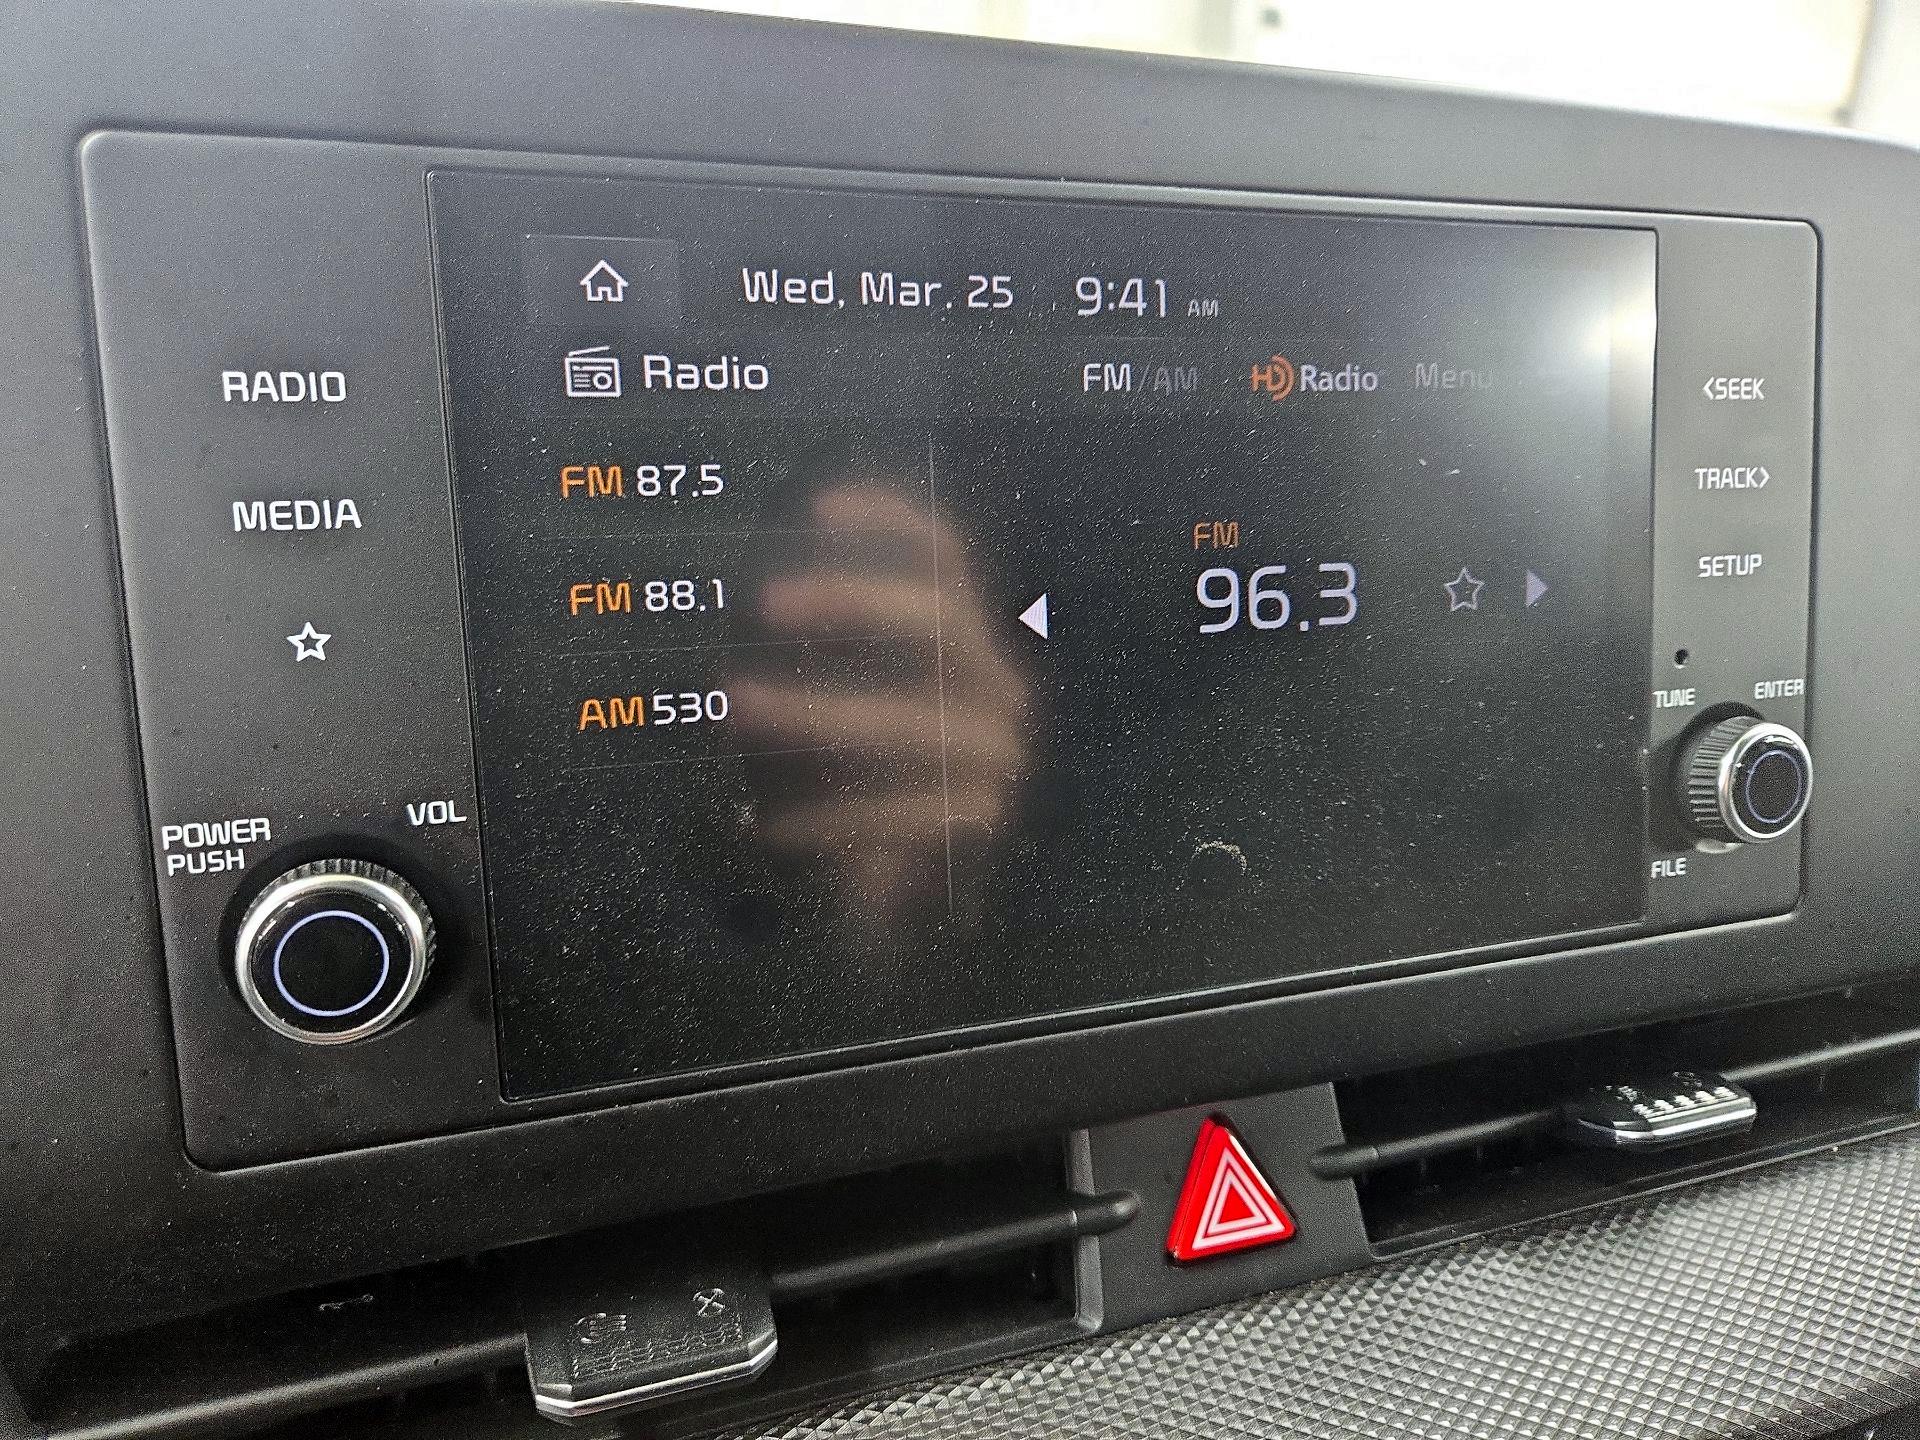 Wed, Mar. 25 9:41 AM
Radio FM/AM HD Radio Menu
FM 87.5
FM 88.1
AM 530
FM
96.3
RADIO
MEDIA
POWER
PUSH
VOL
<SEEK
TRACK>
SETUP
TUNE
ENTER
FILE